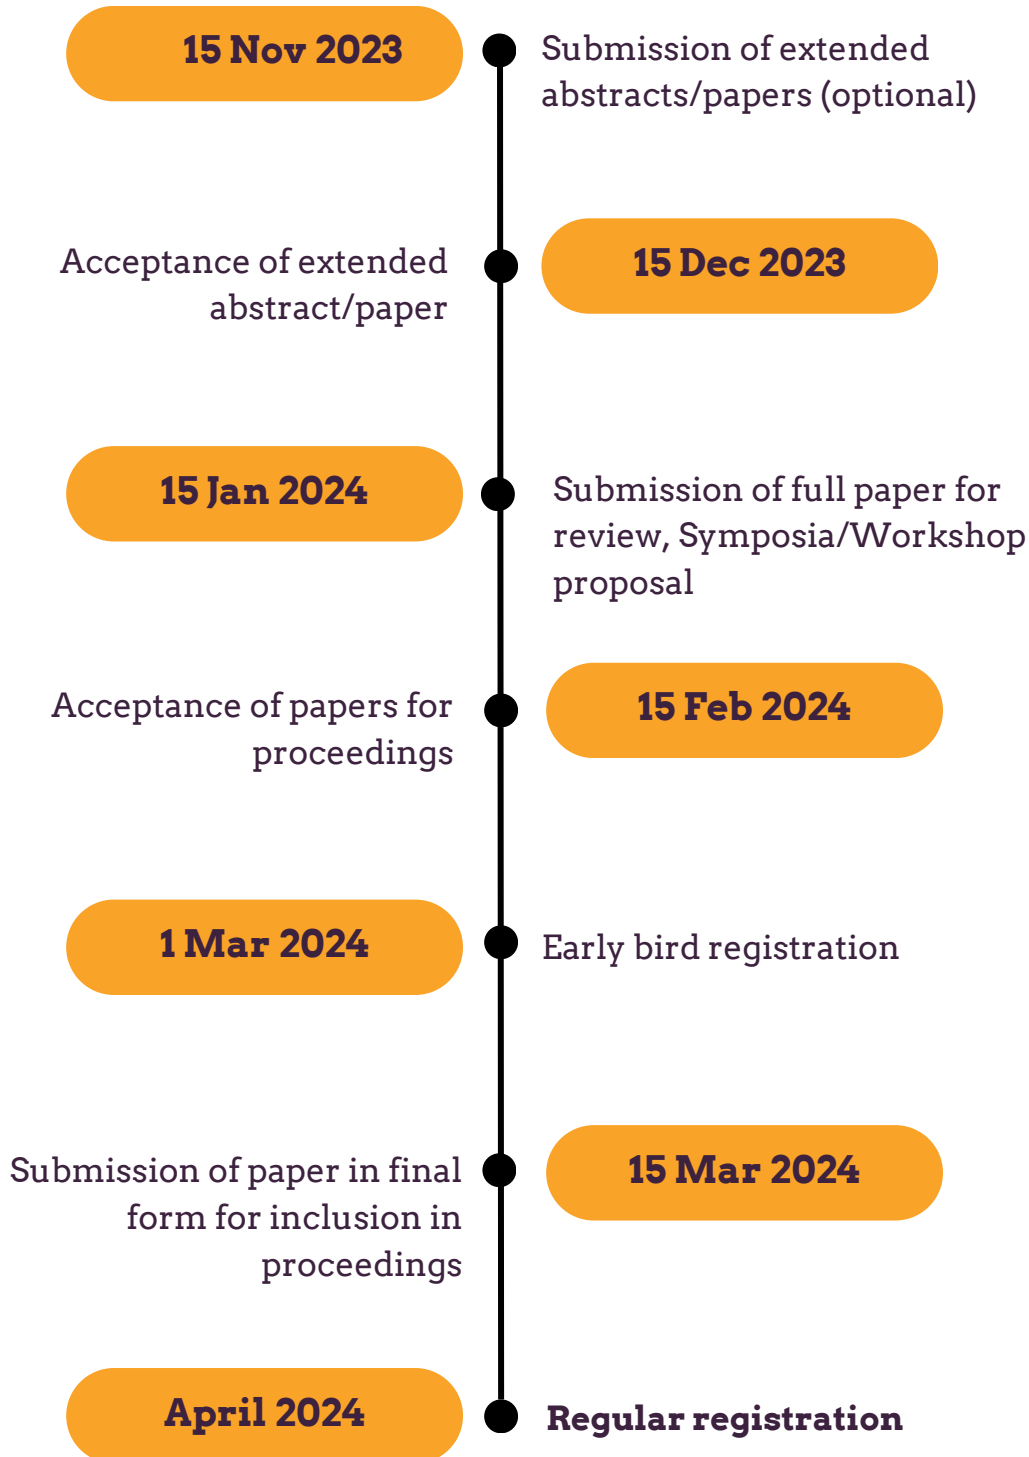 15 Nov 2023
Submission of extended
abstracts/papers (optional)
Acceptance of extended
abstract/paper
15 Dec 2023
15 Jan 2024
Submission of full paper for
review, Symposia/Workshop
proposal
Acceptance of papers for
proceedings
15 Feb 2024
1 Mar 2024
Early bird registration
Submission of paper in final
form for inclusion in
proceedings
15 Mar 2024
April 2024
Regular registration